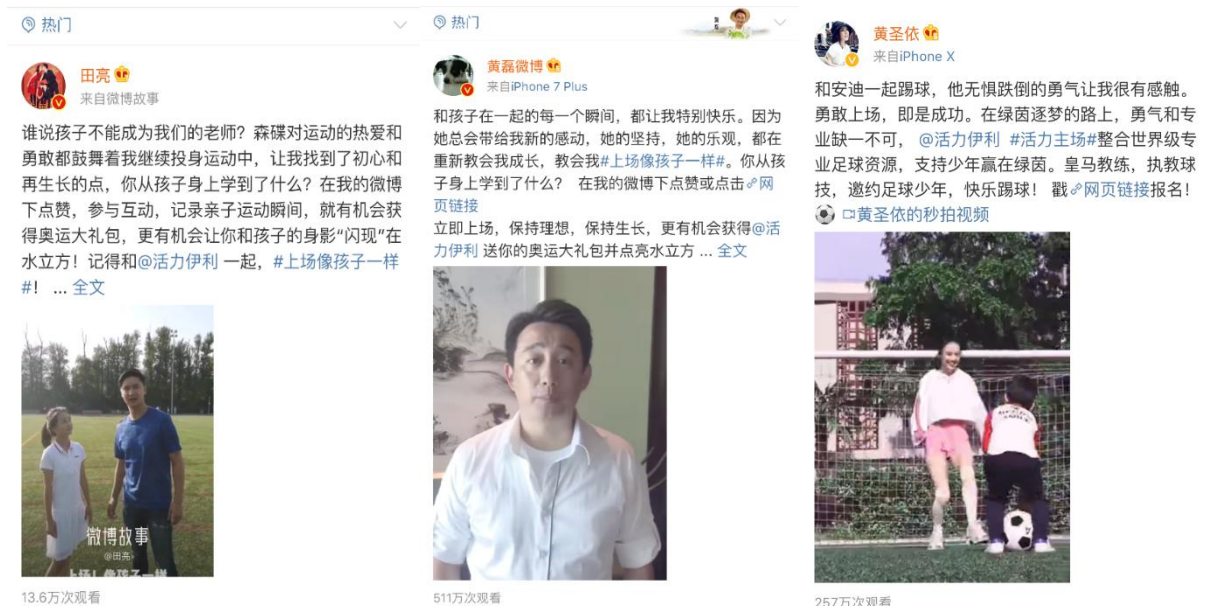 热门
田亮
来自微博故事
谁说孩子不能成为我们的老师？森碟对运动的热爱和
勇敢都鼓舞着我继续投身运动中，让我找到了初心和
再生长的点，你从孩子身上学到了什么？在我的微博
下点赞，参与互动，记录亲子运动瞬间，就有机会获
得奥运大礼包，更有机会让你和孩子的身影“闪现”在
水立方！记得和@活力伊利 一起，#上场像孩子一样
#！ ... 全文
微博故事
@田亮
上场！像孩子一样
13.6万次观看
热门
黄磊微博
来自iPhone 7 Plus
和孩子在一起的每一个瞬间，都让我特别快乐。因为
她总会带给我新的感动，她的坚持，她的乐观，都在
重新教会我成长，教会我#上场像孩子一样#。你从孩
子身上学到了什么？ 在我的微博下点赞或点击网
页链接
立即上场，保持理想，保持生长，更有机会获得@活
力伊利 送你的奥运大礼包并点亮水立方 ... 全文
511万次观看
黄圣依
来自iPhone X
和安迪一起踢球，他无惧跌倒的勇气让我很有感触。
勇敢上场，即是成功。在绿茵逐梦的路上，勇气和专
业缺一不可， @活力伊利 #活力主场#整合世界级专
业足球资源，支持少年赢在绿茵。皇马教练，执教球
技，邀约足球少年，快乐踢球！ 戳网页链接报名！
黄圣依的秒拍视频
257万次观看